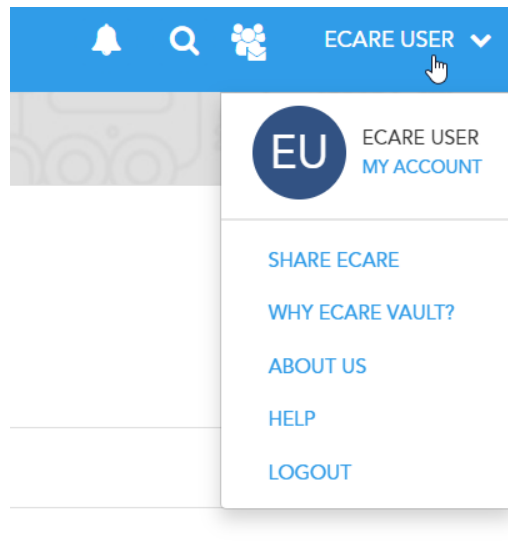 ECARE USER
EU
ECARE USER
MY ACCOUNT
SHARE ECARE
WHY ECARE VAULT?
ABOUT US
HELP
LOGOUT